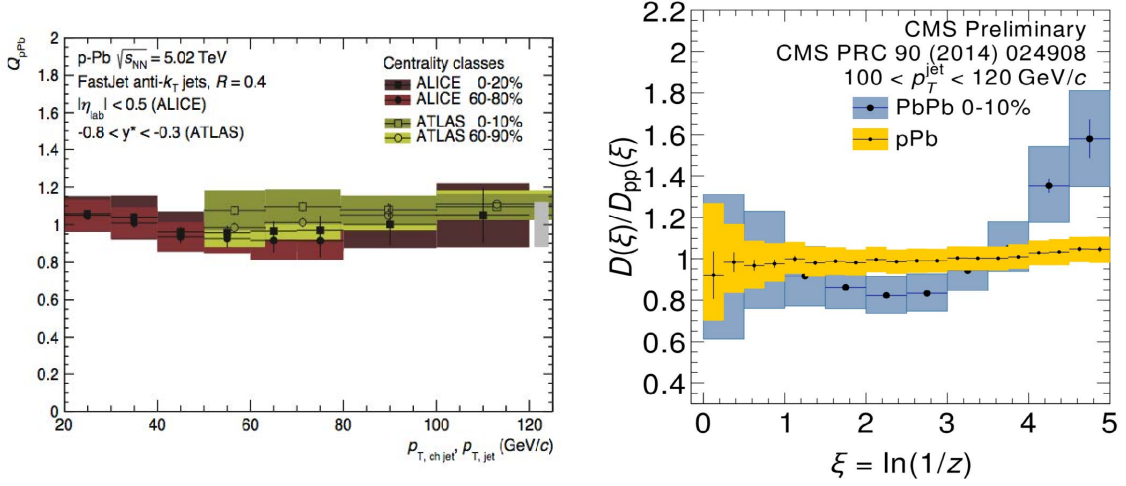 Q_pPb
2
1.8
1.6
1.4
1.2
1
0.8
0.6
0.4
0.2
0
p-Pb √s_NN = 5.02 TeV
FastJet anti-k_T jets, R = 0.4
|η_lab| < 0.5 (ALICE)
-0.8 < y* < -0.3 (ATLAS)
Centrality classes
ALICE 0-20%
ALICE 60-80%
ATLAS 0-10%
ATLAS 60-90%
20 40 60 80 100 120
p_T, ch jet, p_T, jet (GeV/c)
D(ξ)/D_pp(ξ)
2.2
2
1.8
1.6
1.4
1.2
1
0.8
0.6
0.4
CMS Preliminary
CMS PRC 90 (2014) 024908
100 < p_T^jet < 120 GeV/c
PbPb 0-10%
pPb
0 1 2 3 4 5
ξ = ln(1/z)